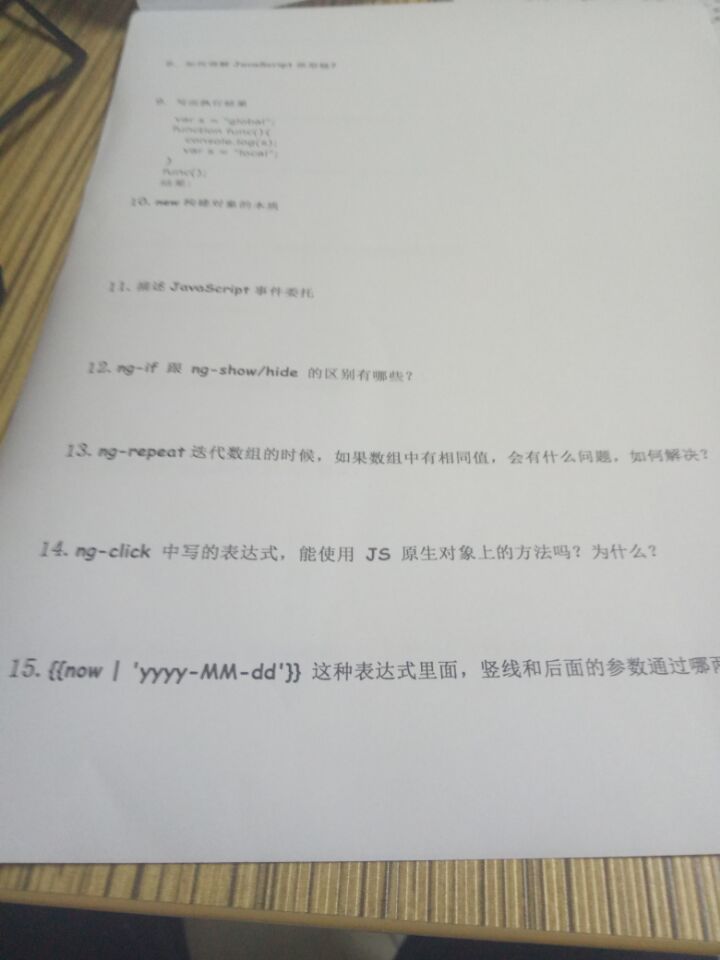 8. 如何理解 JavaScript
9. 写出执行结果
var s = "global";
function func(){
console.log(s);
var s = "local";
}
func();
结果:
10. new 构建对象的本质
11. 描述 JavaScript 事件委托
12. ng-if 跟 ng-show/hide 的区别有哪些?
13. ng-repeat 迭代数组的时候，如果数组中有相同值，会有什么问题，如何解决?
14. ng-click 中写的表达式，能使用 JS 原生对象上的方法吗? 为什么?
15. {{now | 'yyyy-MM-dd'}} 这种表达式里面，竖线和后面的参数通过哪两